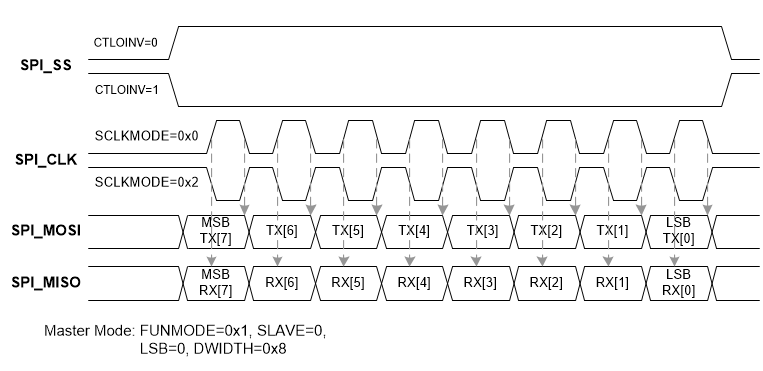 CTLOINV=0
SPI_SS
CTLOINV=1
SCLKMODE=0x0
SPI_CLK
SCLKMODE=0x2
SPI_MOSI
MSB TX[7] TX[6] TX[5] TX[4] TX[3] TX[2] TX[1] LSB TX[0]
SPI_MISO
MSB RX[7] RX[6] RX[5] RX[4] RX[3] RX[2] RX[1] LSB RX[0]
Master Mode: FUNMODE=0x1, SLAVE=0,
LSB=0, DWIDTH=0x8